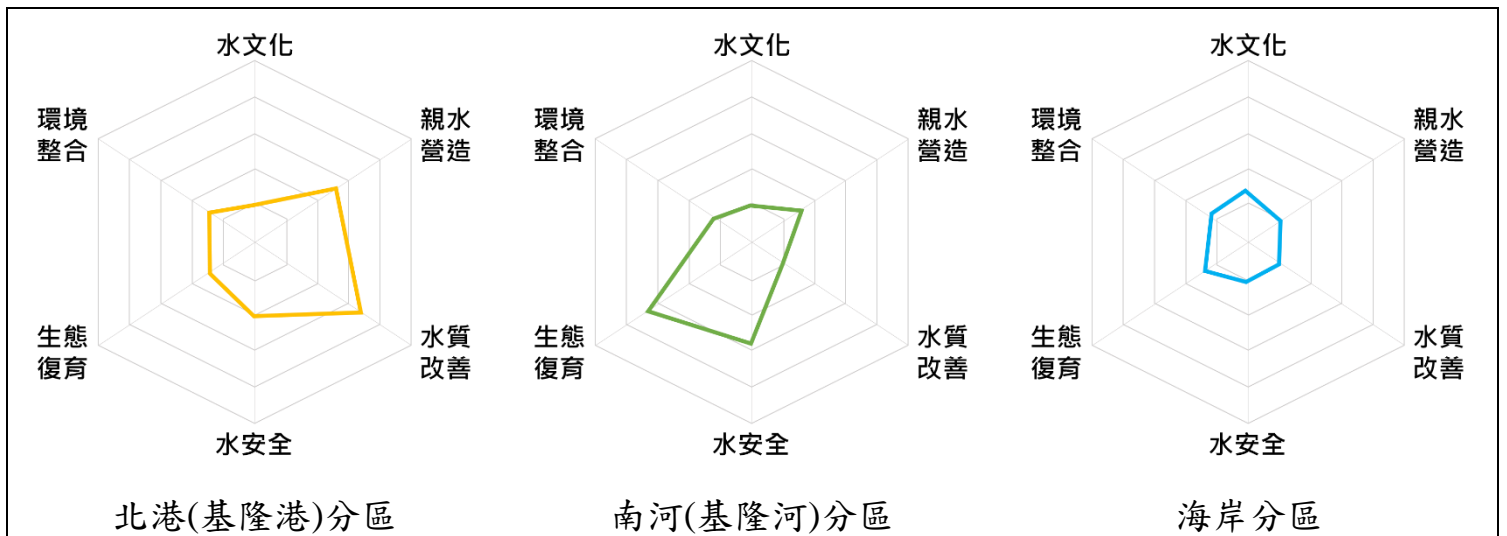 水文化
環境
整合
親水
營造
生態
復育
水質
改善
水安全
北港(基隆港)分區
水文化
環境
整合
親水
營造
生態
復育
水質
改善
水安全
南河(基隆河)分區
水文化
環境
整合
親水
營造
生態
復育
水質
改善
水安全
海岸分區